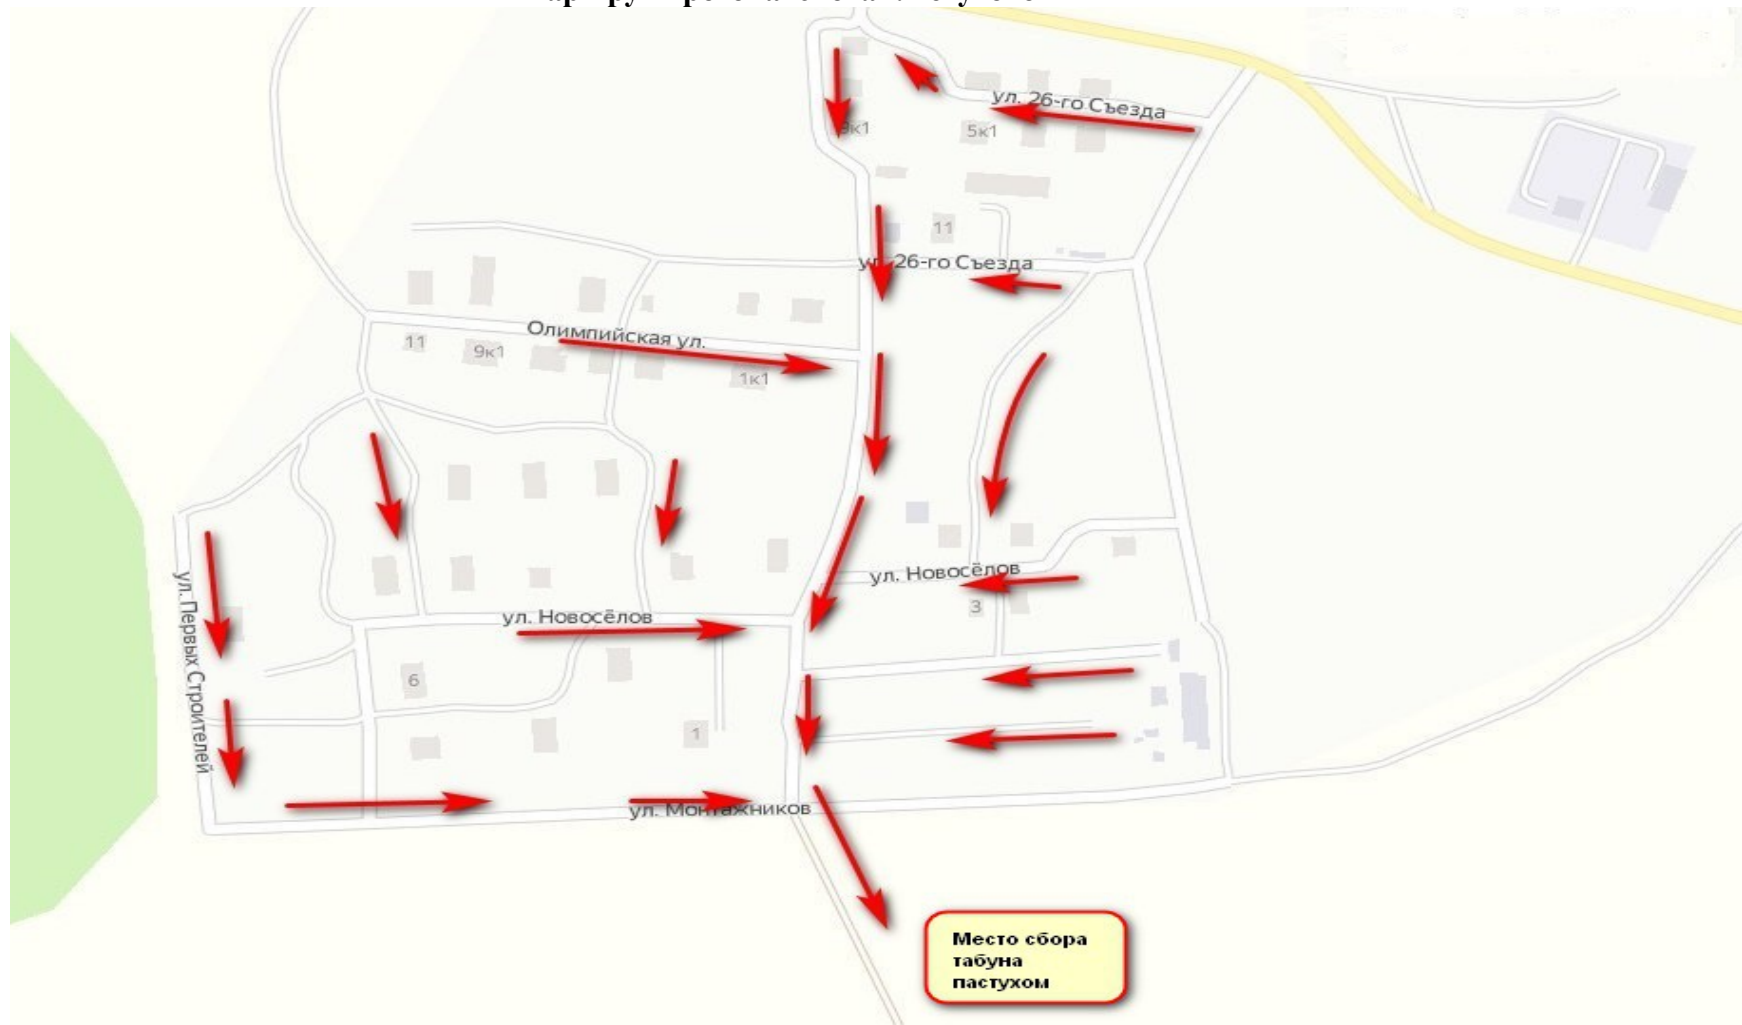 ул. 26-го Съезда
9к1
5к1
11
ул. 26-го Съезда
Олимпийская ул.
11
9к1
1к1
ул. Новосёлов
3
ул. Первых Строителей
ул. Новосёлов
6
1
ул. Монтажников
Место сбора
табуна
пастухом